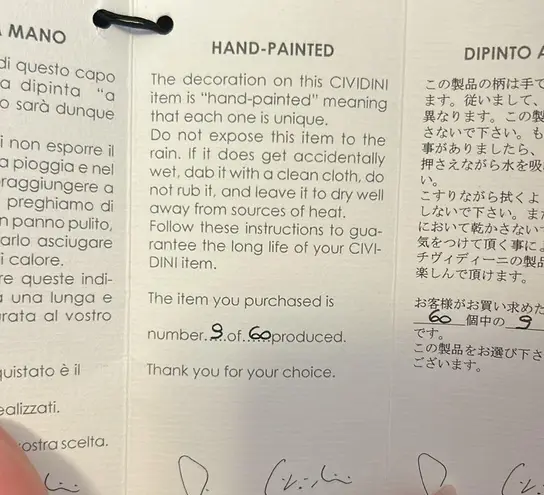 A MANO
di questo capo
a dipinta “a
o sarà dunque
i non esporre il
a pioggia e nel
raggiungere a
preghiamo di
n panno pulito,
arlo asciugare
i calore.
re queste indi-
a una lunga e
urata al vostro
quistato è il
ealizzati.
ostra scelta.
HAND-PAINTED
The decoration on this CIVIDINI
item is “hand-painted” meaning
that each one is unique.
Do not expose this item to the
rain. If it does get accidentally
wet, dab it with a clean cloth, do
not rub it, and leave it to dry well
away from sources of heat.
Follow these instructions to gua-
rantee the long life of your CIVI-
DINI item.
The item you purchased is
number..9.of.60.produced.
Thank you for your choice.
DIPINTO A
この製品の柄は手で
ます。従いまして、
異なります。この製
さないで下さい。も
事がありましたら、
押さえながら水を吸
い。
こすりながら拭くよ
しないで下さい。また
において乾かさない
気をつけて頂く事によ
チヴィディーニの製品
楽しんで頂けます。
お客様がお買い求めた
60 個中の 9
です。
この製品をお選び下さ
ございます。